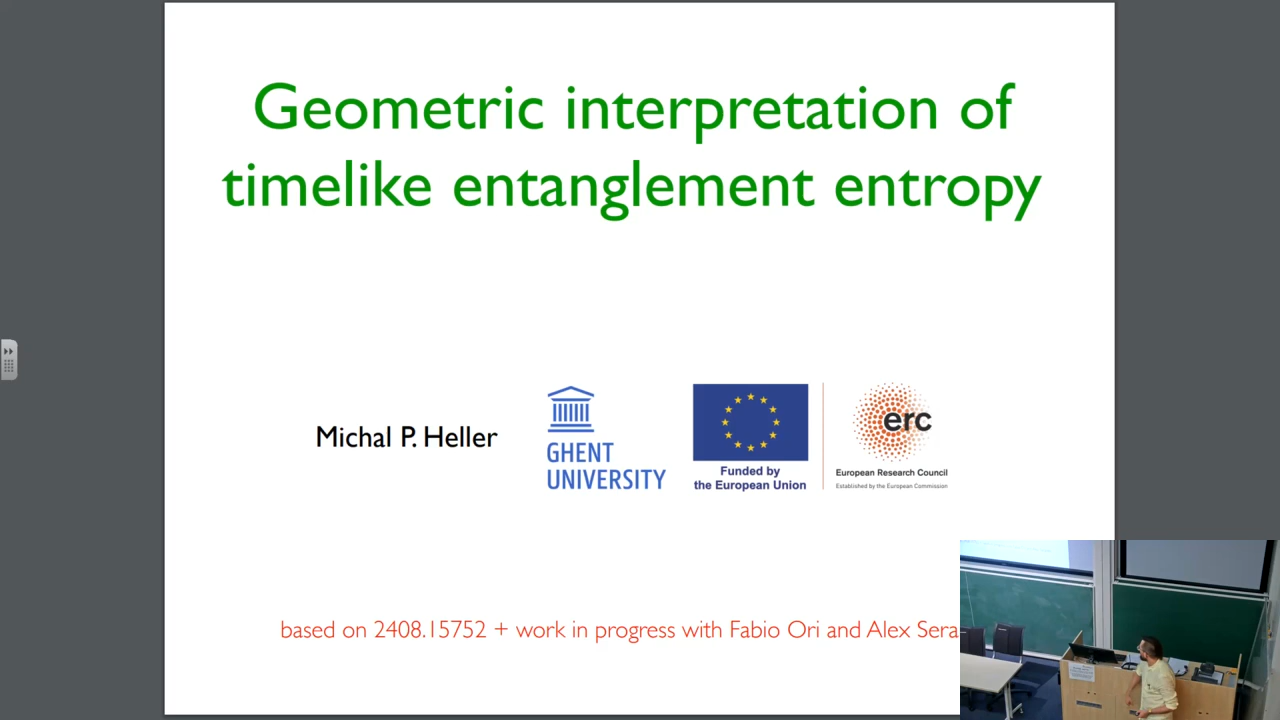 Geometric interpretation of
timelike entanglement entropy
Michal P. Heller
GHENT
UNIVERSITY
Funded by
the European Union
erc
European Research Council
Established by the European Commission
based on 2408.15752 + work in progress with Fabio Ori and Alex Sera